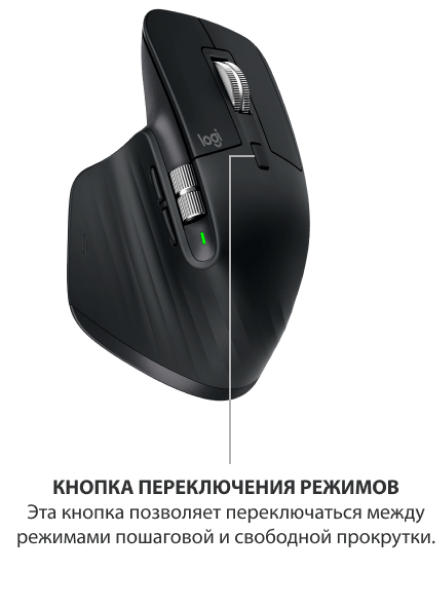 logi
КНОПКА ПЕРЕКЛЮЧЕНИЯ РЕЖИМОВ
Эта кнопка позволяет переключаться между
режимами пошаговой и свободной прокрутки.